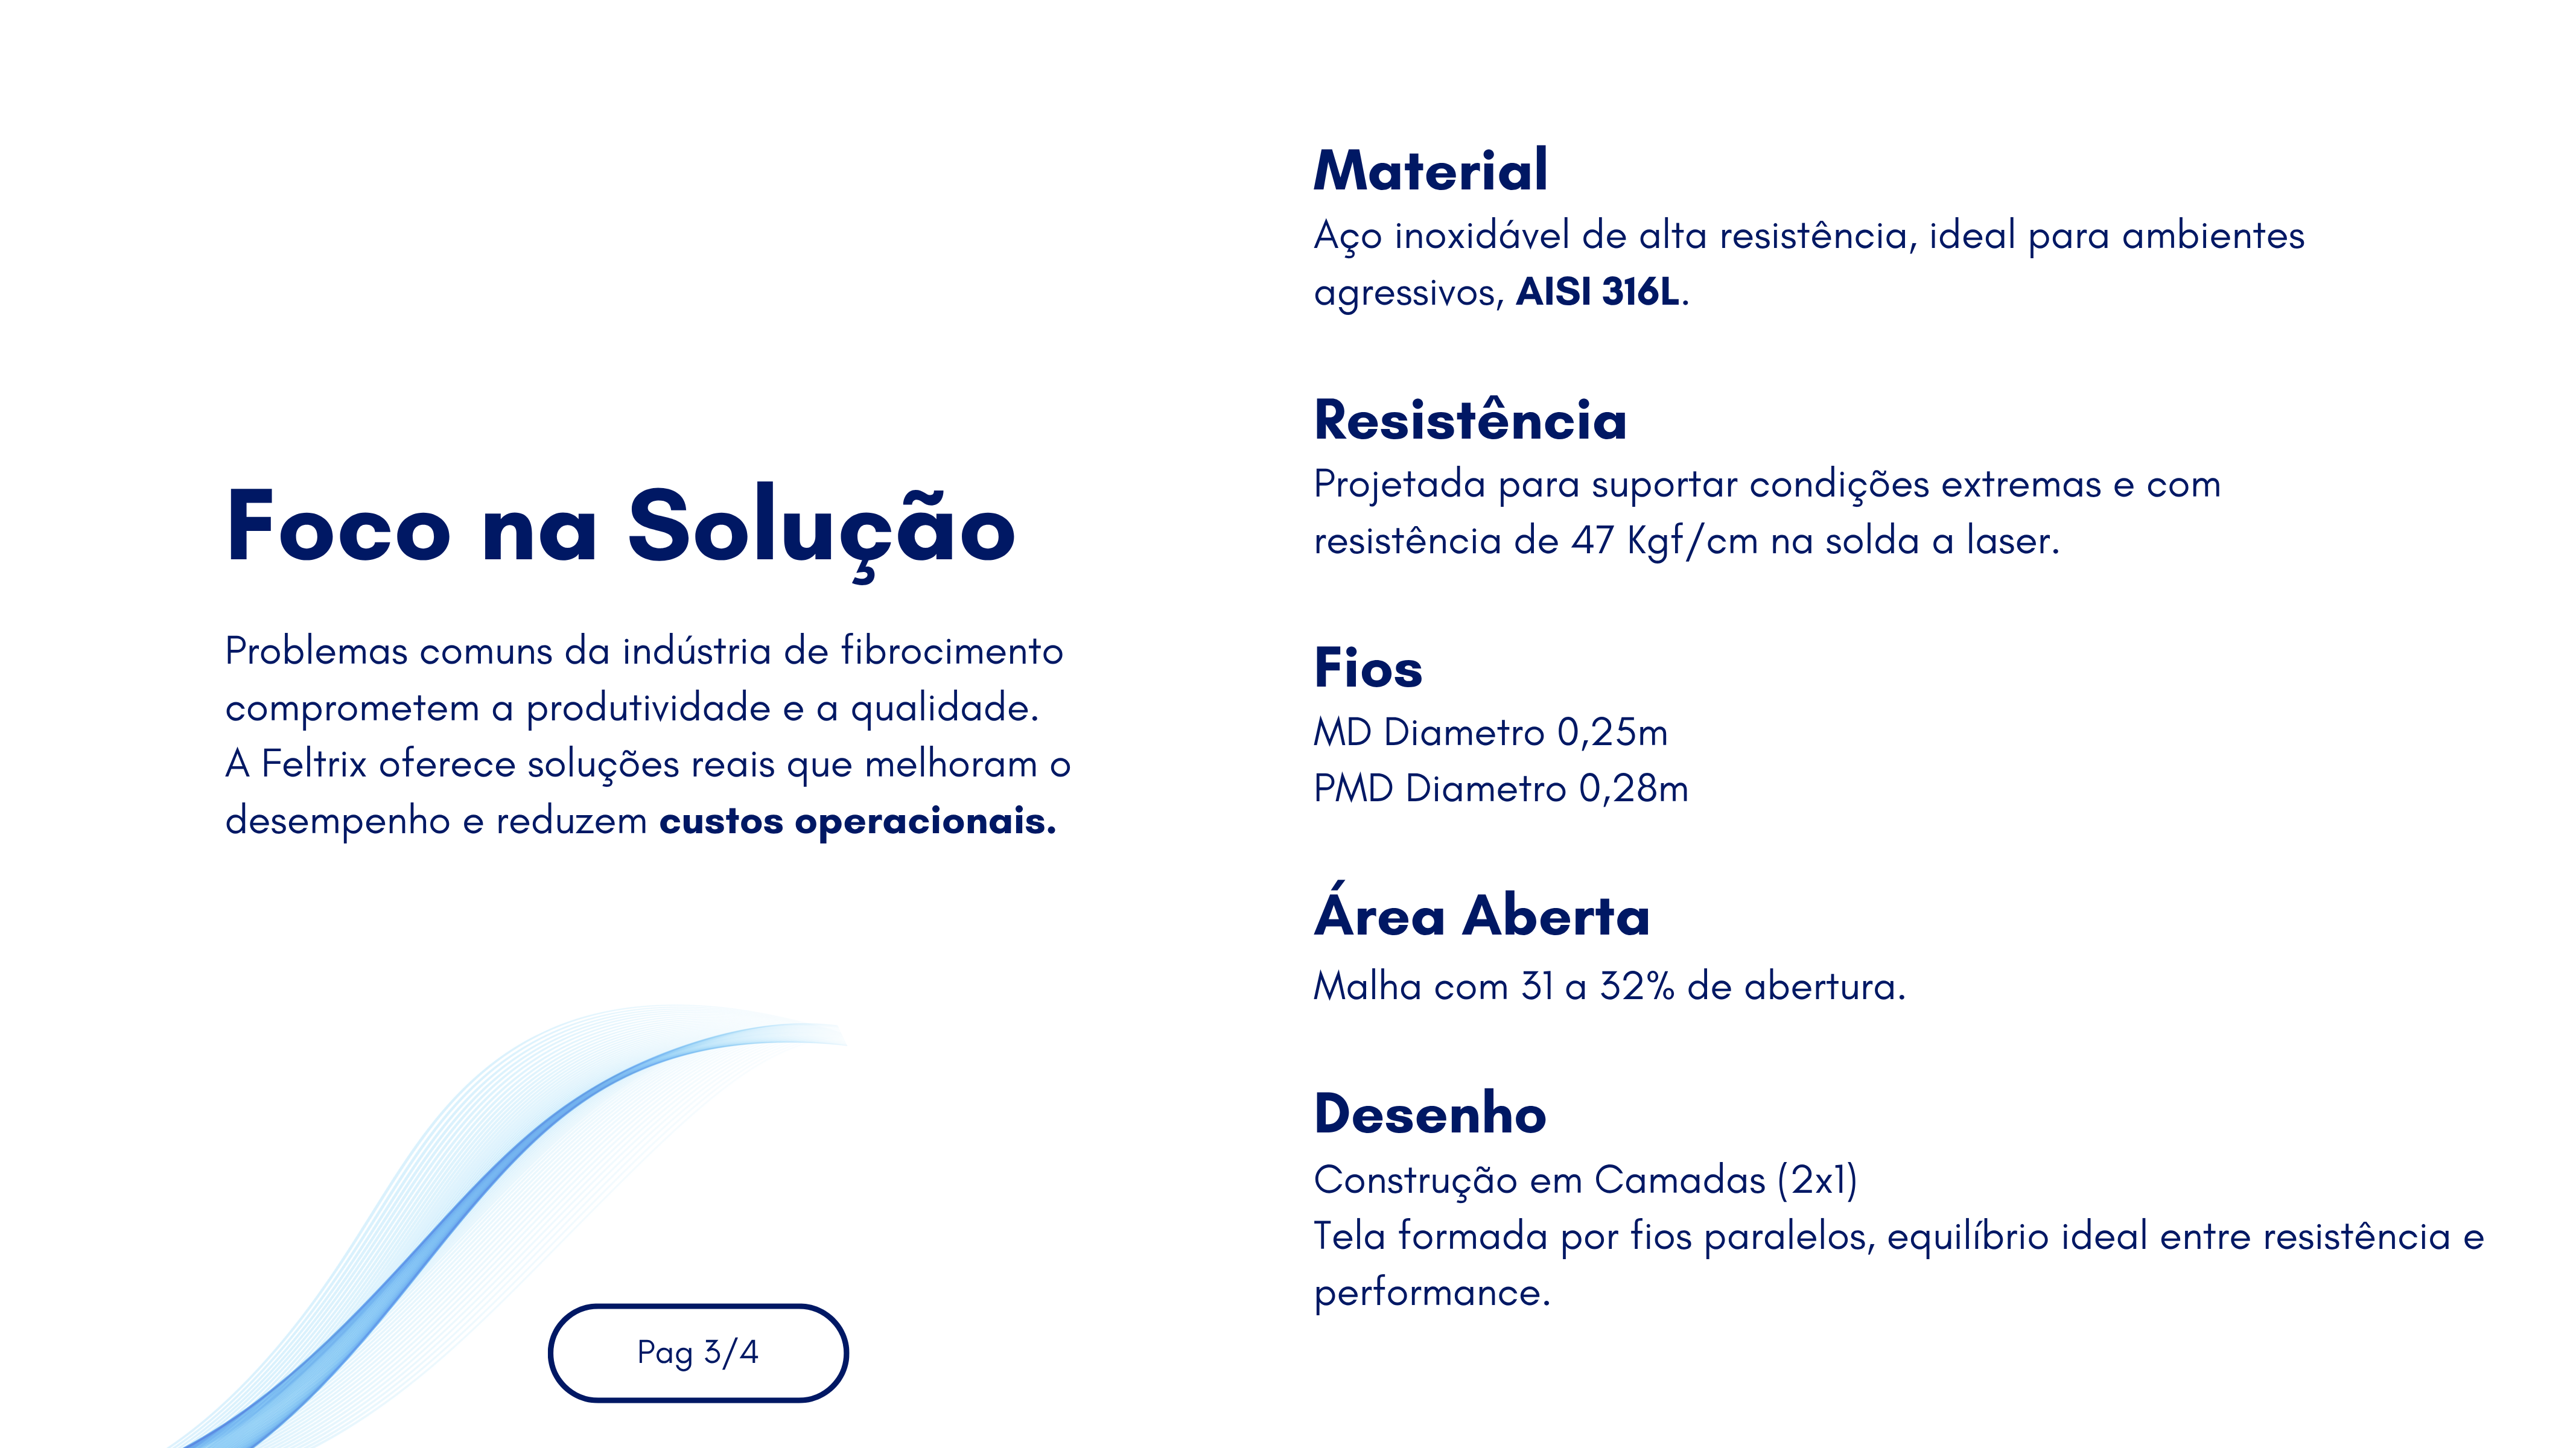 Foco na Solução
Problemas comuns da indústria de fibrocimento
comprometem a produtividade e a qualidade.
A Feltrix oferece soluções reais que melhoram o
desempenho e reduzem custos operacionais.
Pag 3/4
Material
Aço inoxidável de alta resistência, ideal para ambientes
agressivos, AISI 316L.
Resistência
Projetada para suportar condições extremas e com
resistência de 47 Kgf/cm na solda a laser.
Fios
MD Diametro 0,25m
PMD Diametro 0,28m
Área Aberta
Malha com 31 a 32% de abertura.
Desenho
Construção em Camadas (2x1)
Tela formada por fios paralelos, equilíbrio ideal entre resistência e
performance.